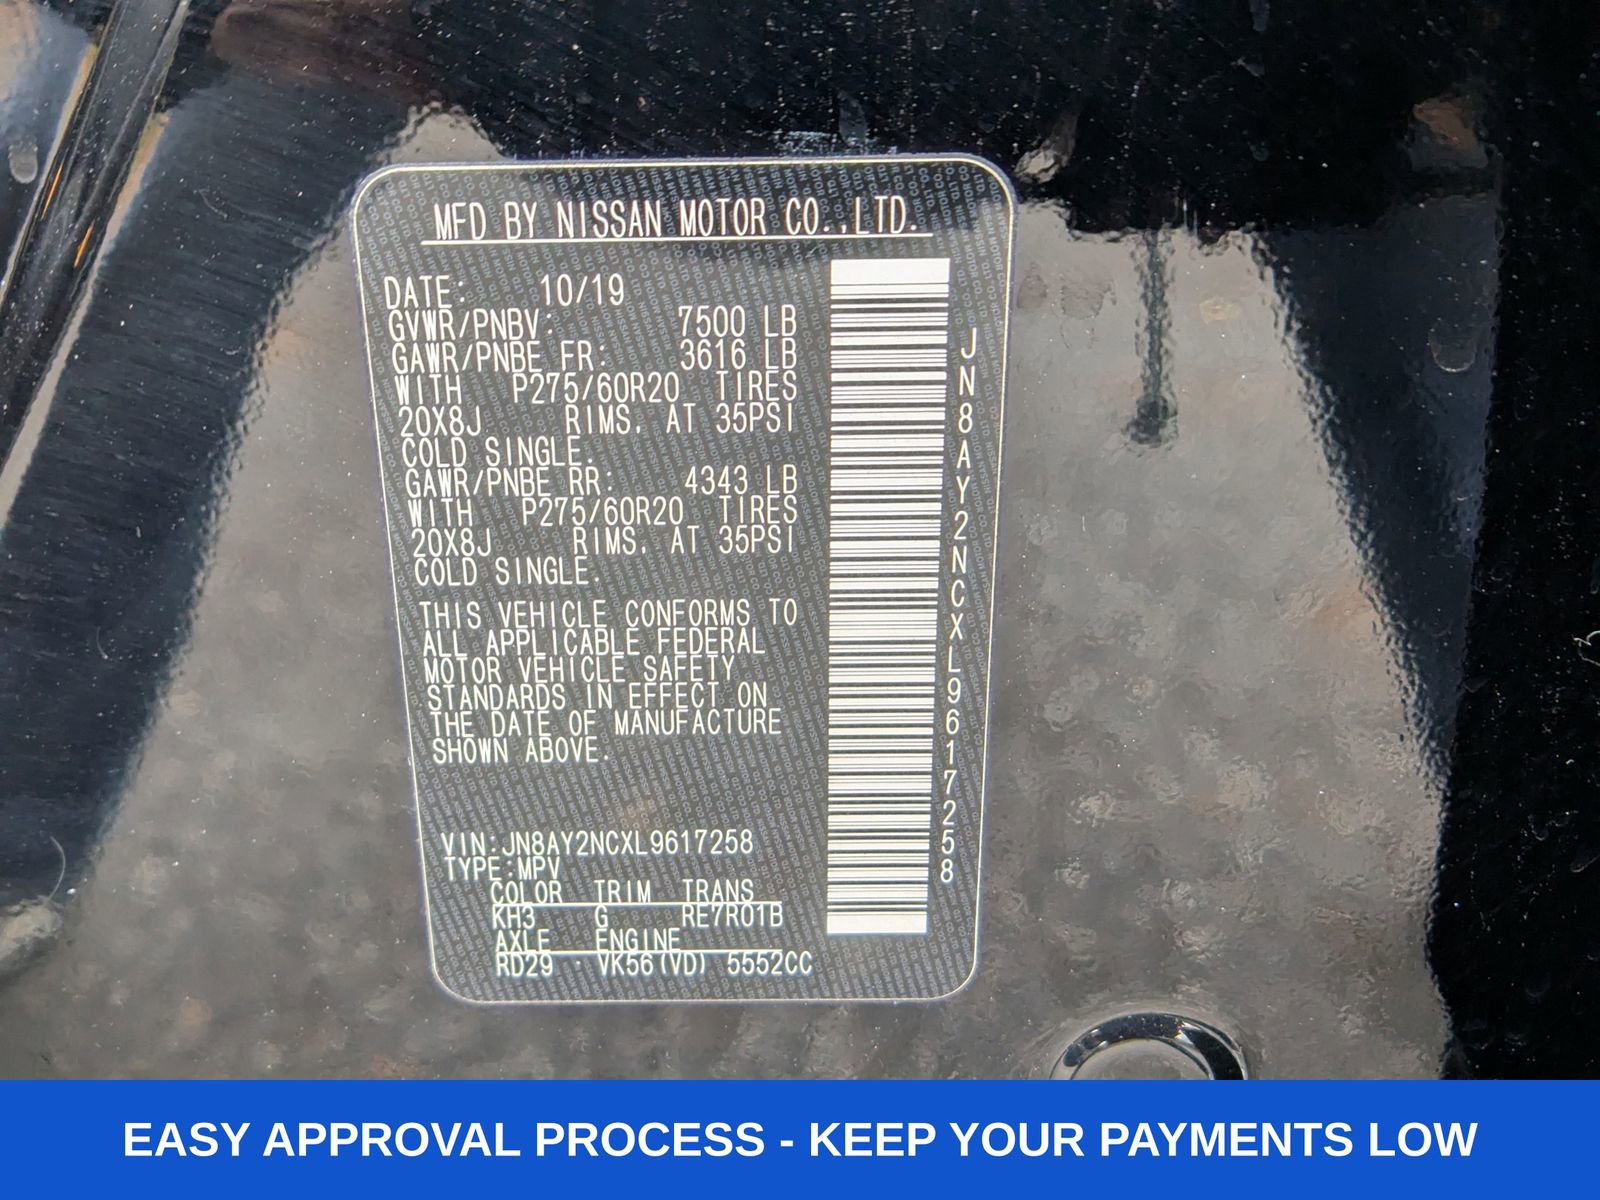 MFD BY NISSAN MOTOR CO.,LTD.
DATE: 10/19
GVWR/PNBV: 7500 LB
GAWR/PNBE FR: 3616 LB
WITH P275/60R20 TIRES
20X8J RIMS, AT 35PSI
COLD SINGLE.
GAWR/PNBE RR: 4343 LB
WITH P275/60R20 TIRES
20X8J RIMS, AT 35PSI
COLD SINGLE.
THIS VEHICLE CONFORMS TO
ALL APPLICABLE FEDERAL
MOTOR VEHICLE SAFETY
STANDARDS IN EFFECT ON
THE DATE OF MANUFACTURE
SHOWN ABOVE.
VIN:JN8AY2NCXL9617258
TYPE:MPV
COLOR TRIM TRANS
KH3 G RE7R01B
AXLE ENGINE
RD29 VK56(VD) 5552CC
JN8AY2NCXL9617258
EASY APPROVAL PROCESS - KEEP YOUR PAYMENTS LOW